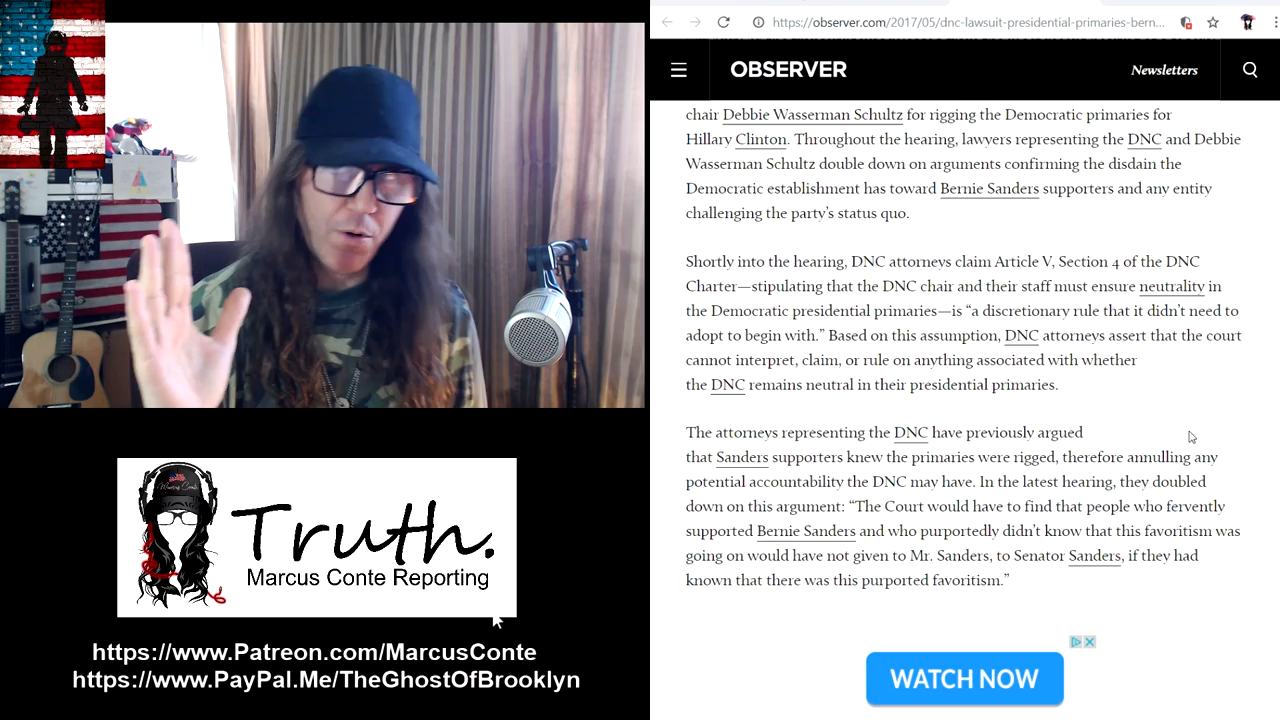 https://observer.com/2017/05/dnc-lawsuit-presidential-primaries-bern...
OBSERVER
Newsletters
chair Debbie Wasserman Schultz for rigging the Democratic primaries for
Hillary Clinton. Throughout the hearing, lawyers representing the DNC and Debbie
Wasserman Schultz double down on arguments confirming the disdain the
Democratic establishment has toward Bernie Sanders supporters and any entity
challenging the party's status quo.
Shortly into the hearing, DNC attorneys claim Article V, Section 4 of the DNC
Charter—stipulating that the DNC chair and their staff must ensure neutrality in
the Democratic presidential primaries—is “a discretionary rule that it didn't need to
adopt to begin with.” Based on this assumption, DNC attorneys assert that the court
cannot interpret, claim, or rule on anything associated with whether
the DNC remains neutral in their presidential primaries.
The attorneys representing the DNC have previously argued
that Sanders supporters knew the primaries were rigged, therefore annulling any
potential accountability the DNC may have. In the latest hearing, they doubled
down on this argument: “The Court would have to find that people who fervently
supported Bernie Sanders and who purportedly didn't know that this favoritism was
going on would have not given to Mr. Sanders, to Senator Sanders, if they had
known that there was this purported favoritism.”
WATCH NOW
Truth.
Marcus Conte Reporting
https://www.Patreon.com/MarcusConte
https://www.PayPal.Me/TheGhostOfBrooklyn